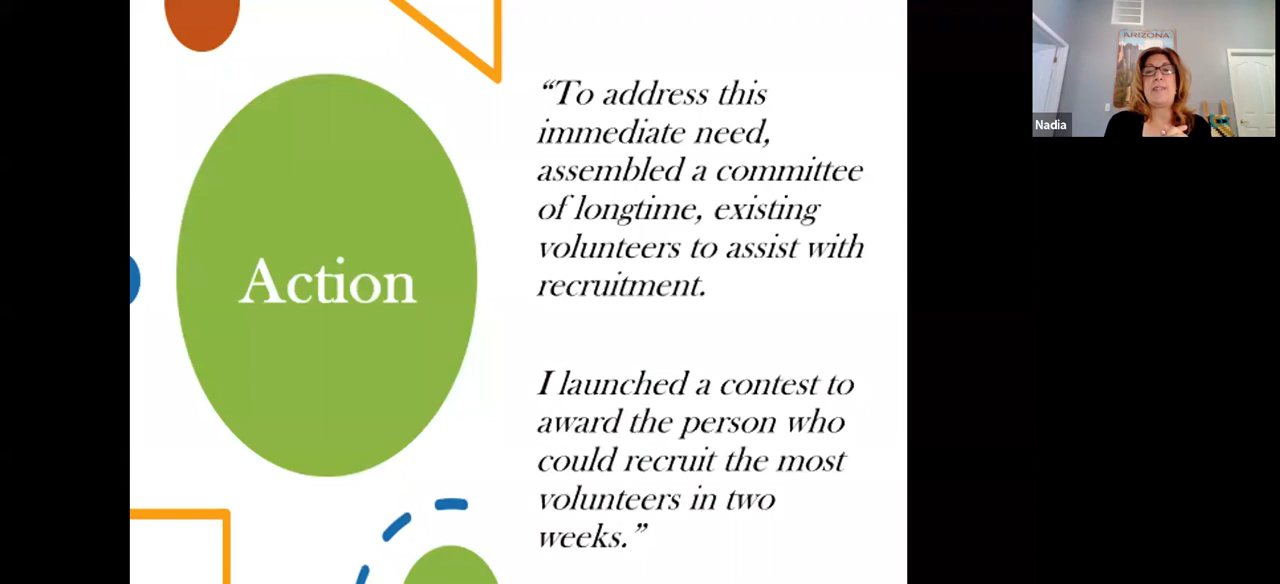 Action
“To address this
immediate need,
assembled a committee
of longtime, existing
volunteers to assist with
recruitment.
I launched a contest to
award the person who
could recruit the most
volunteers in two
weeks.”
ARIZONA
Nadia